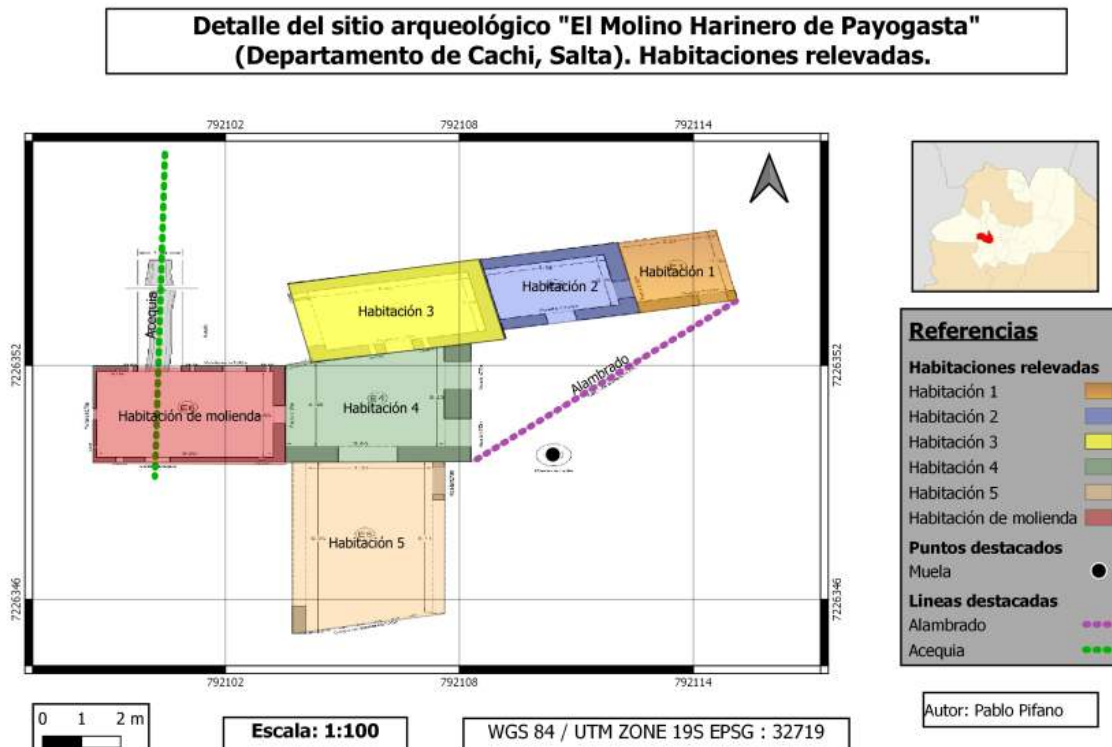 Detalle del sitio arqueológico "El Molino Harinero de Payogasta"
(Departamento de Cachi, Salta). Habitaciones relevadas.
792102
792108
792114
7226352
7226346
Acequia
Habitación 1
Habitación 2
Habitación 3
Alambrado
Habitación de molienda
Habitación 4
Habitación 5
7226352
7226346
792102
792108
792114
Referencias
Habitaciones relevadas
Habitación 1
Habitación 2
Habitación 3
Habitación 4
Habitación 5
Habitación de molienda
Puntos destacados
Muela
Lineas destacadas
Alambrado
Acequia
0 1 2 m
Escala: 1:100
WGS 84 / UTM ZONE 19S EPSG : 32719
Autor: Pablo Pifano